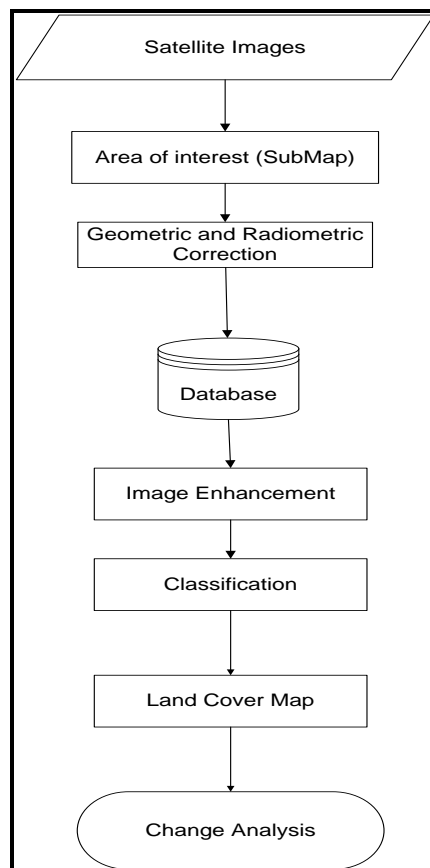 Satellite Images
Area of interest (SubMap)
Geometric and Radiometric
Correction
Database
Image Enhancement
Classification
Land Cover Map
Change Analysis